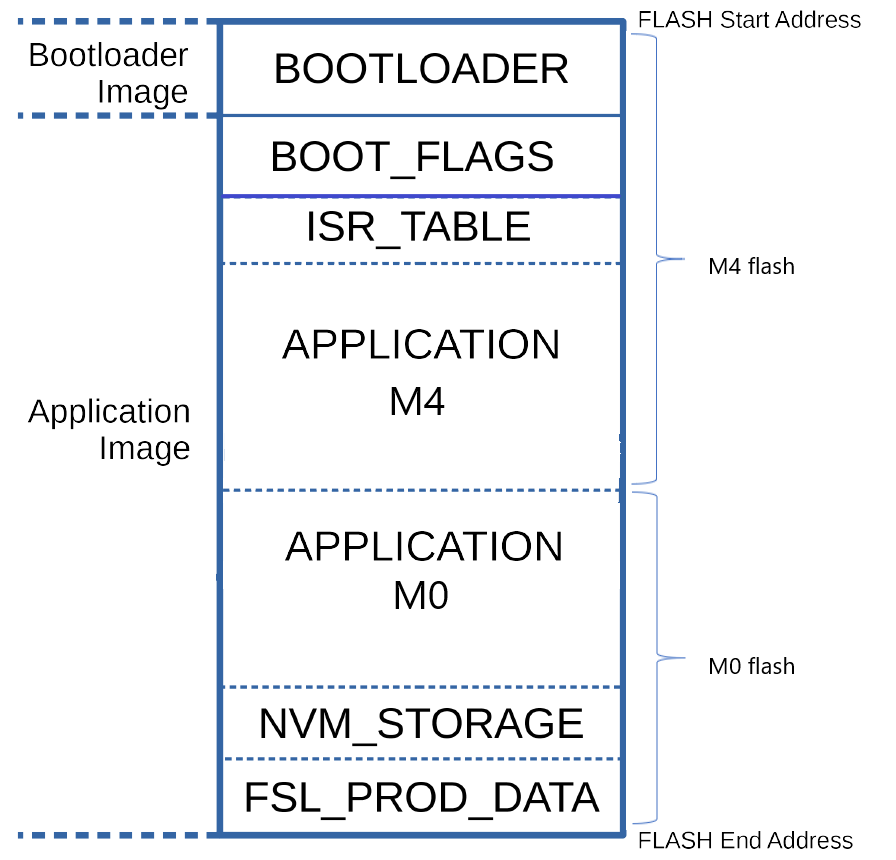 FLASH Start Address
Bootloader
Image
BOOTLOADER
BOOT_FLAGS
ISR_TABLE
M4 flash
APPLICATION
M4
Application
Image
APPLICATION
M0
M0 flash
NVM_STORAGE
FSL_PROD_DATA
FLASH End Address